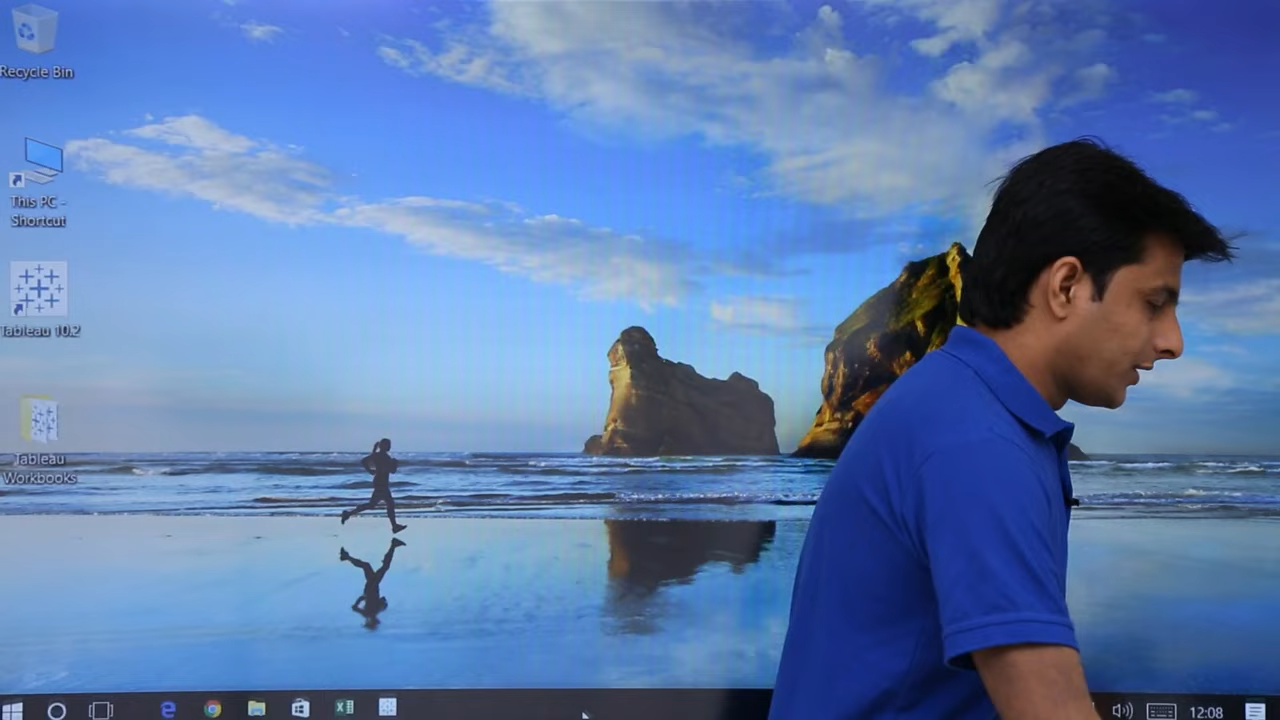 Recycle Bin
This PC -
Shortcut
Tableau 10.2
Tableau
Workbooks
12:08